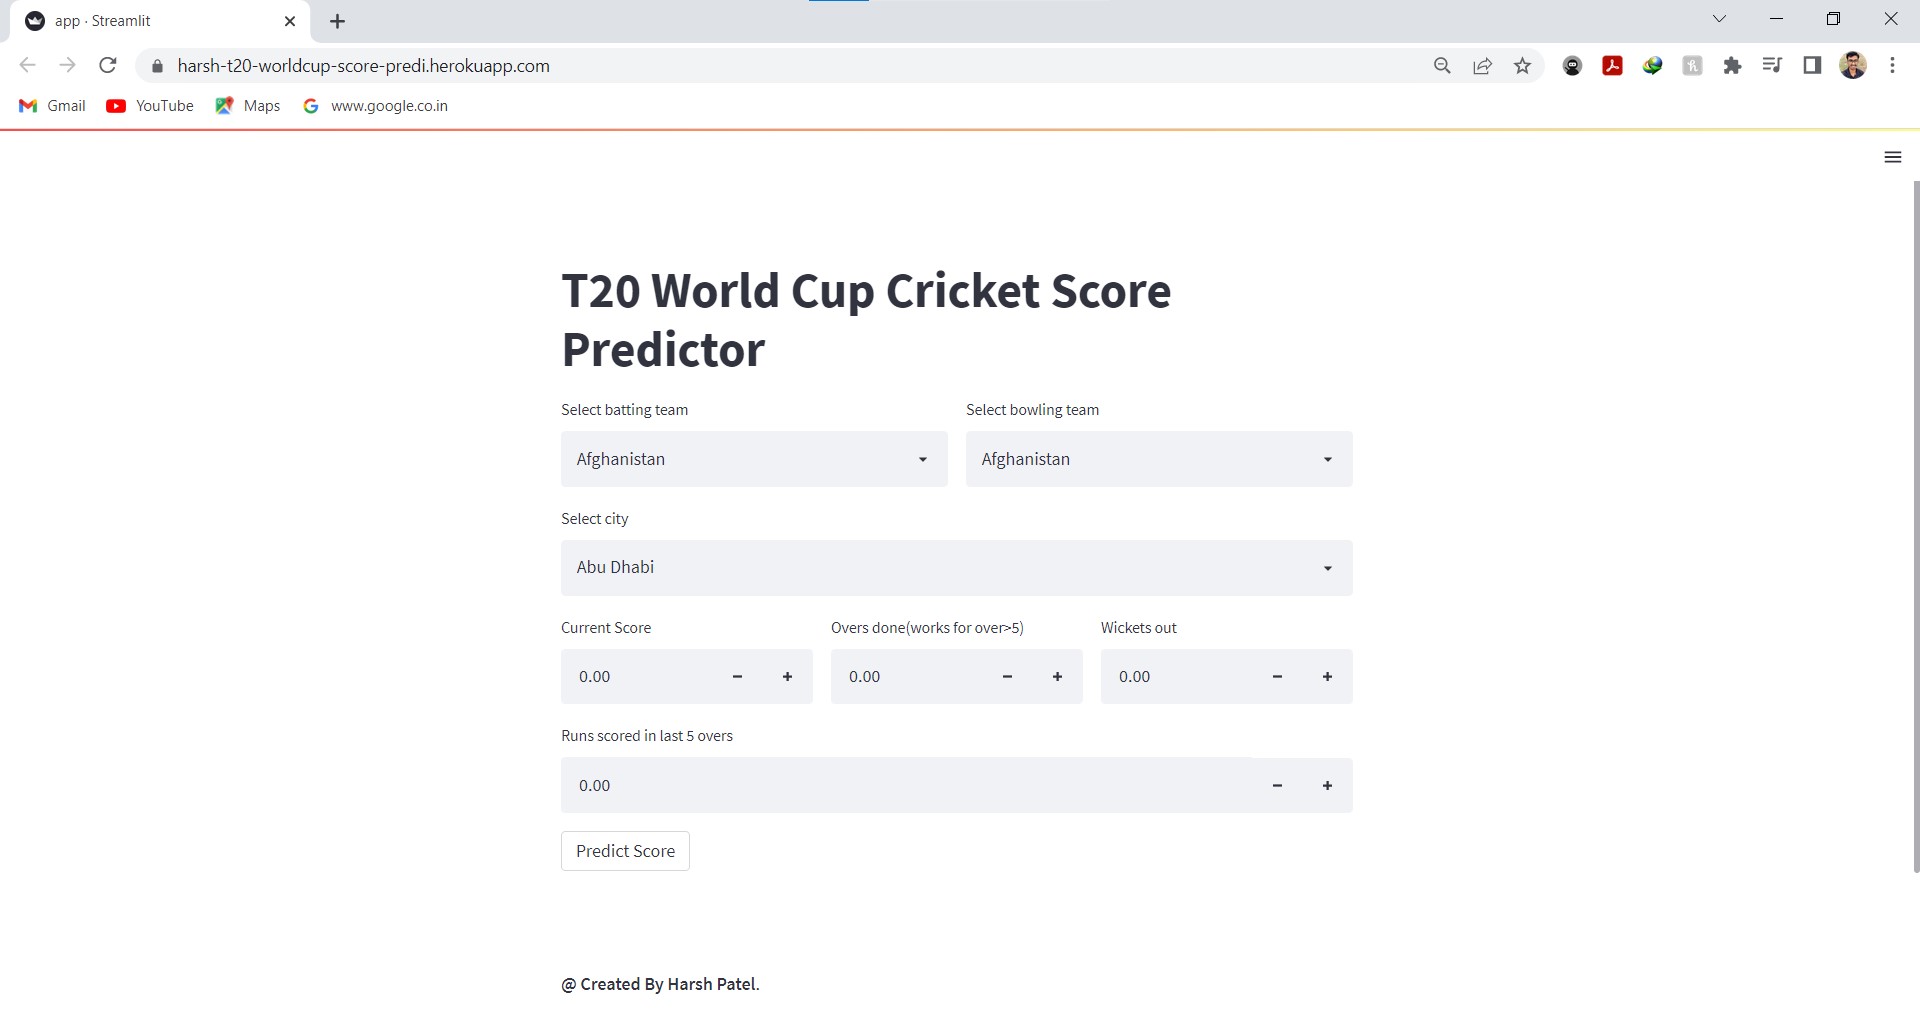 app · Streamlit
harsh-t20-worldcup-score-predi.herokuapp.com
Gmail YouTube Maps www.google.co.in
T20 World Cup Cricket Score
Predictor
Select batting team Select bowling team
Afghanistan Afghanistan
Select city
Abu Dhabi
Current Score Overs done(works for over>5) Wickets out
0.00 - + 0.00 - + 0.00 - +
Runs scored in last 5 overs
0.00 - +
Predict Score
@ Created By Harsh Patel.